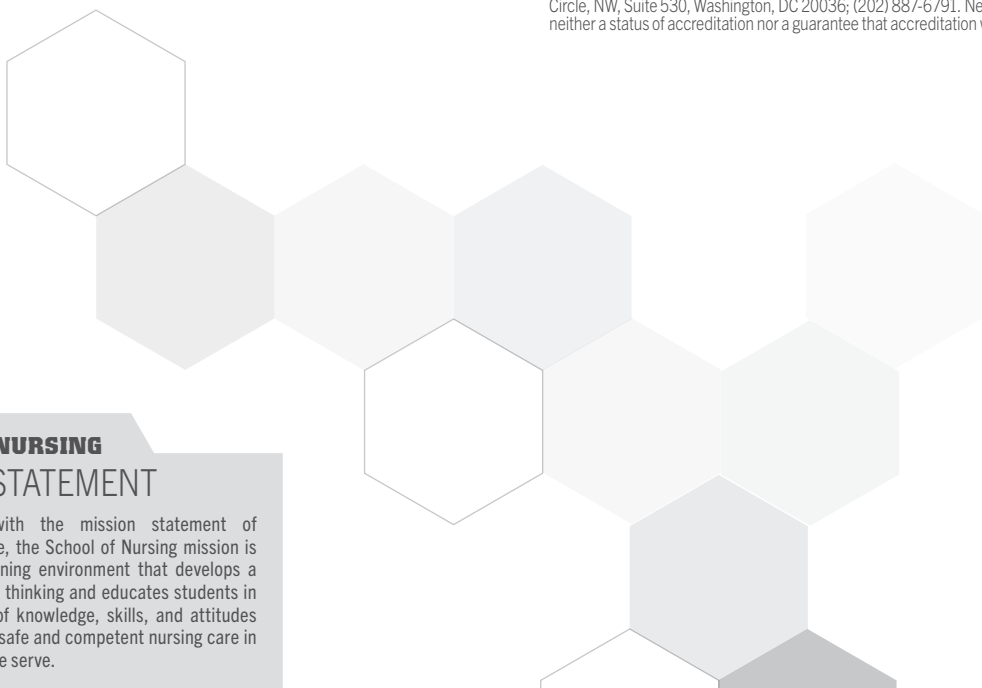 Circle, NW, Suite 530, Washington, DC 20036; (202) 887-6791. Ne
neither a status of accreditation nor a guarantee that accreditation
NURSING
STATEMENT
with the mission statement of
e, the School of Nursing mission is
ning environment that develops a
thinking and educates students in
of knowledge, skills, and attitudes
safe and competent nursing care in
e serve.